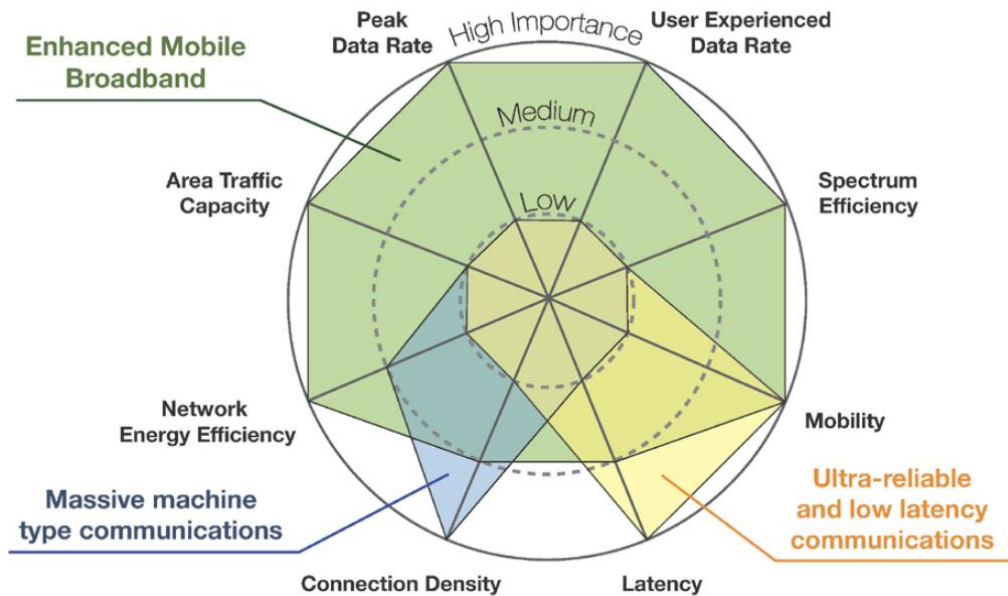 Peak
Data Rate
High Importance
User Experienced
Data Rate
Enhanced Mobile
Broadband
Medium
Area Traffic
Capacity
Low
Spectrum
Efficiency
Network
Energy Efficiency
Mobility
Massive machine
type communications
Ultra-reliable
and low latency
communications
Connection Density
Latency